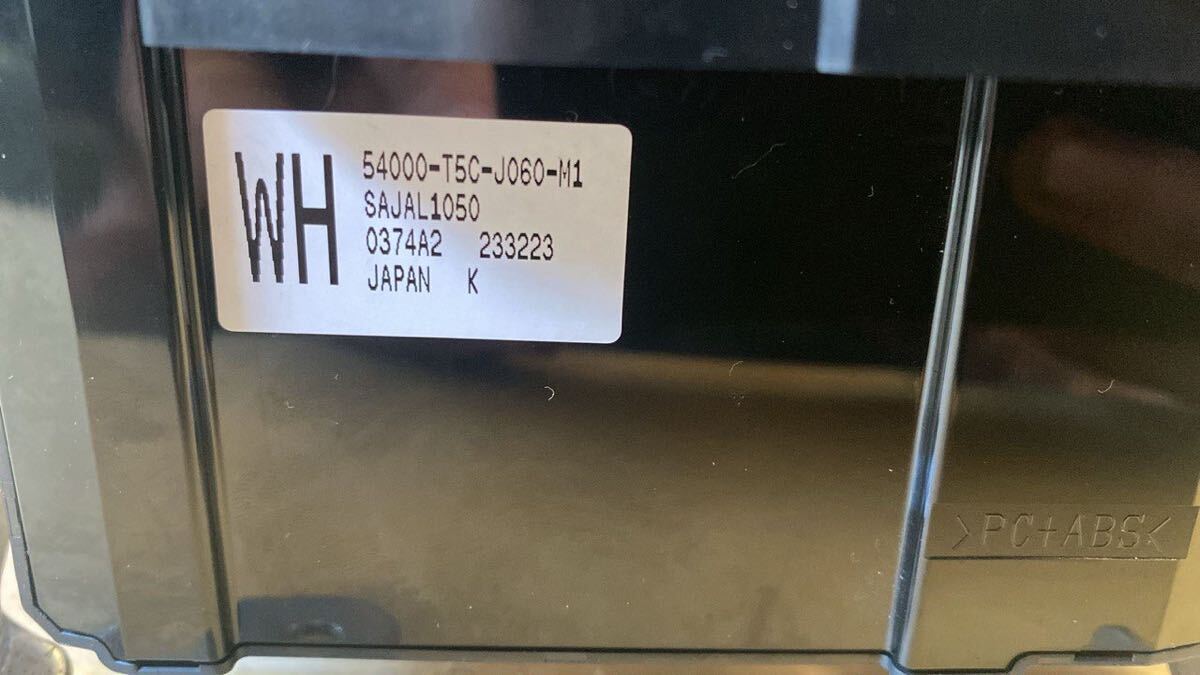 WH
54000-T5C-J060-M1
SAJAL1050
0374A2 233223
JAPAN K
>PC+ABS<